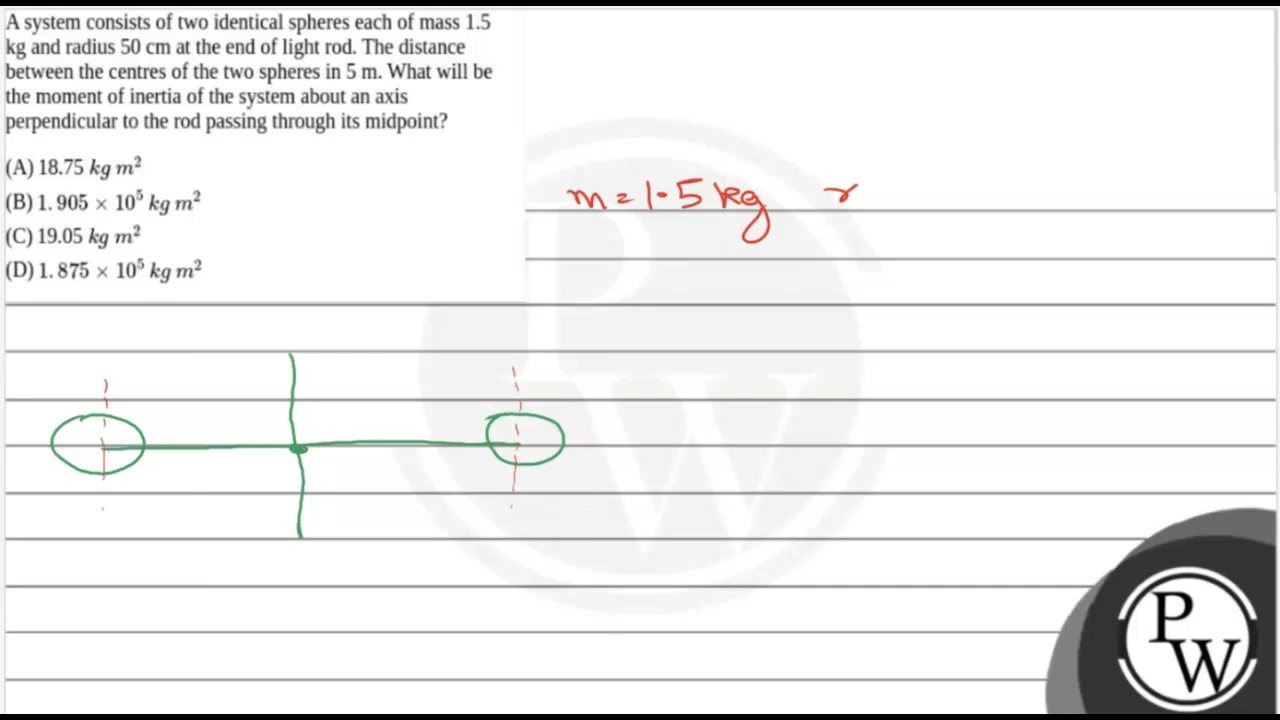 A system consists of two identical spheres each of mass 1.5
kg and radius 50 cm at the end of light rod. The distance
between the centres of the two spheres in 5 m. What will be
the moment of inertia of the system about an axis
perpendicular to the rod passing through its midpoint?
(A) 18.75 kg m²
(B) 1. 905 × 10⁵ kg m²
(C) 19.05 kg m²
(D) 1. 875 × 10⁵ kg m²
m = 1.5 kg r
P
W
P
W